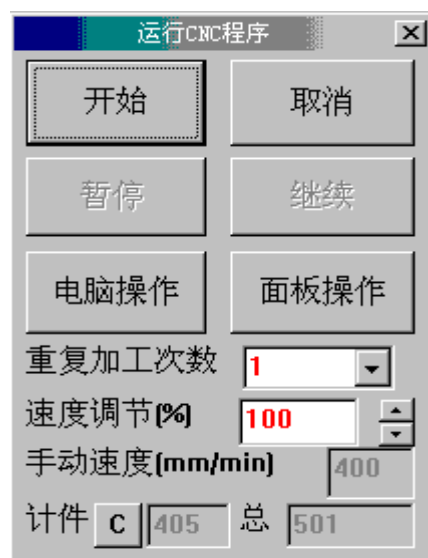 运行CNC程序
开始 取消
暂停 继续
电脑操作 面板操作
重复加工次数 1
速度调节(%) 100
手动速度(mm/min) 400
计件 C 405 总 501